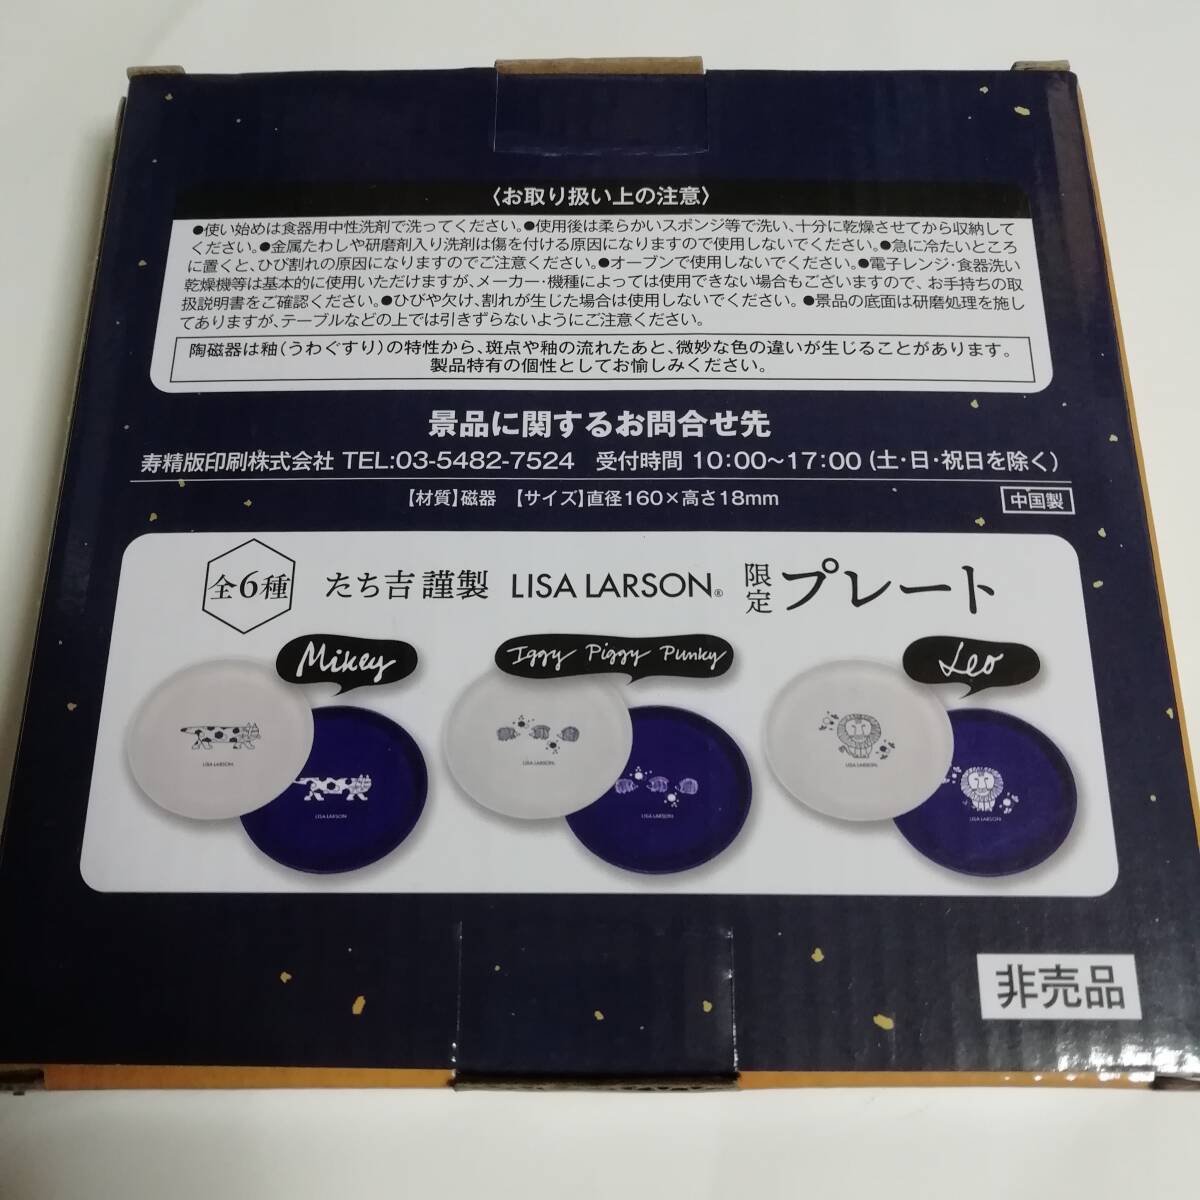 〈お取り扱い上の注意〉
●使い始めは食器用中性洗剤で洗ってください。●使用後は柔らかいスポンジ等で洗い、十分に乾燥させてから収納して
ください。●金属たわしや研磨剤入り洗剤は傷を付ける原因になりますので使用しないでください。●急に冷たいところ
に置くと、ひび割れの原因になりますのでご注意ください。●オーブンで使用しないでください。●電子レンジ・食器洗い
乾燥機等は基本的に使用いただけますが、メーカー・機種によっては使用できない場合もございますので、お手持ちの取
扱説明書をご確認ください。●ひびや欠け、割れが生じた場合は使用しないでください。●景品の底面は研磨処理を施し
てありますが、テーブルなどの上では引きずらないようにご注意ください。
陶磁器は釉(うわぐすり)の特性から、斑点や釉の流れたあと、微妙な色の違いが生じることがあります。
製品特有の個性としてお愉しみください。
景品に関するお問合せ先
寿精版印刷株式会社 TEL:03-5482-7524 受付時間 10:00~17:00(土・日・祝日を除く)
【材質】磁器 【サイズ】直径160×高さ18mm
中国製
全6種 たち吉謹製 LISA LARSON® 限定 プレート
Mikey
Iggy Piggy Punky
Leo
LISA LARSON
LISA LARSON
LISA LARSON
LISA LARSON
LISA LARSON
LISA LARSON
非売品